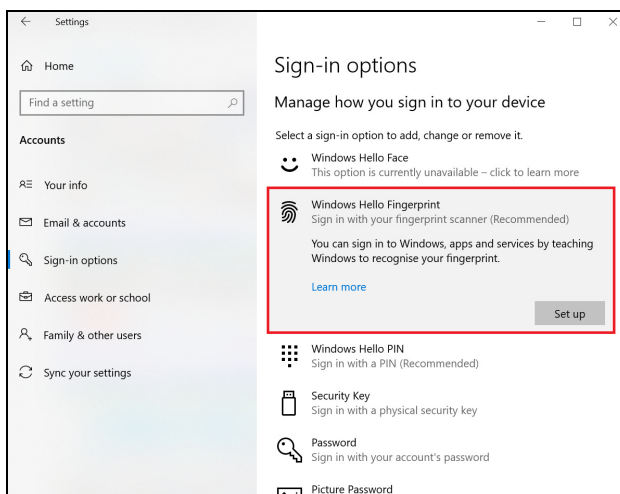 Settings
Home
Find a setting
Accounts
Your info
Email & accounts
Sign-in options
Access work or school
Family & other users
Sync your settings
Sign-in options
Manage how you sign in to your device
Select a sign-in option to add, change or remove it.
Windows Hello Face
This option is currently unavailable – click to learn more
Windows Hello Fingerprint
Sign in with your fingerprint scanner (Recommended)
You can sign in to Windows, apps and services by teaching
Windows to recognise your fingerprint.
Learn more
Set up
Windows Hello PIN
Sign in with a PIN (Recommended)
Security Key
Sign in with a physical security key
Password
Sign in with your account's password
Picture Password